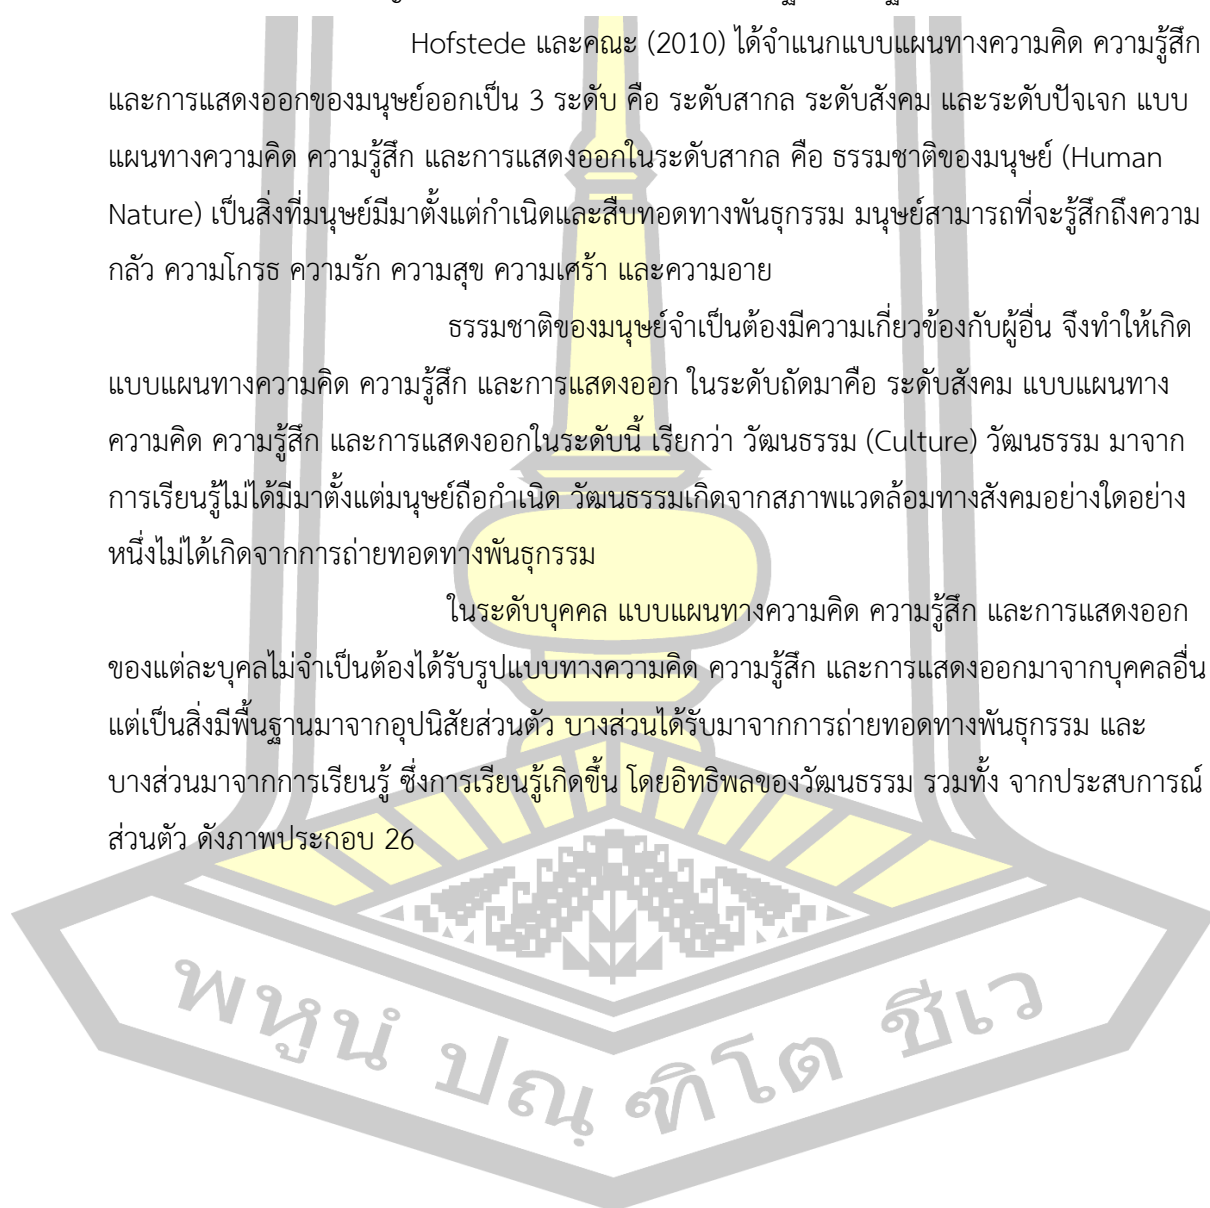 Hofstede และคณะ (2010) ได้จำแนกแบบแผนทางความคิด ความรู้สึก
และการแสดงออกของมนุษย์ออกเป็น 3 ระดับ คือ ระดับสากล ระดับสังคม และระดับปัจเจก แบบ
แผนทางความคิด ความรู้สึก และการแสดงออกในระดับสากล คือ ธรรมชาติของมนุษย์ (Human
Nature) เป็นสิ่งที่มนุษย์มีมาตั้งแต่กำเนิดและสืบทอดทางพันธุกรรม มนุษย์สามารถที่จะรู้สึกถึงความ
กลัว ความโกรธ ความรัก ความสุข ความเศร้า และความอาย
ธรรมชาติของมนุษย์จำเป็นต้องมีความเกี่ยวข้องกับผู้อื่น จึงทำให้เกิด
แบบแผนทางความคิด ความรู้สึก และการแสดงออก ในระดับถัดมาคือ ระดับสังคม แบบแผนทาง
ความคิด ความรู้สึก และการแสดงออกในระดับนี้ เรียกว่า วัฒนธรรม (Culture) วัฒนธรรม มาจาก
การเรียนรู้ไม่ได้มีมาตั้งแต่มนุษย์ถือกำเนิด วัฒนธรรมเกิดจากสภาพแวดล้อมทางสังคมอย่างใดอย่าง
หนึ่งไม่ได้เกิดจากการถ่ายทอดทางพันธุกรรม
ในระดับบุคคล แบบแผนทางความคิด ความรู้สึก และการแสดงออก
ของแต่ละบุคลไม่จำเป็นต้องได้รับรูปแบบทางความคิด ความรู้สึก และการแสดงออกมาจากบุคคลอื่น
แต่เป็นสิ่งมีพื้นฐานมาจากอุปนิสัยส่วนตัว บางส่วนได้รับมาจากการถ่ายทอดทางพันธุกรรม และ
บางส่วนมาจากการเรียนรู้ ซึ่งการเรียนรู้เกิดขึ้น โดยอิทธิพลของวัฒนธรรม รวมทั้ง จากประสบการณ์
ส่วนตัว ดังภาพประกอบ 26
พหูนํ ปณฺฑิโต ชีเว